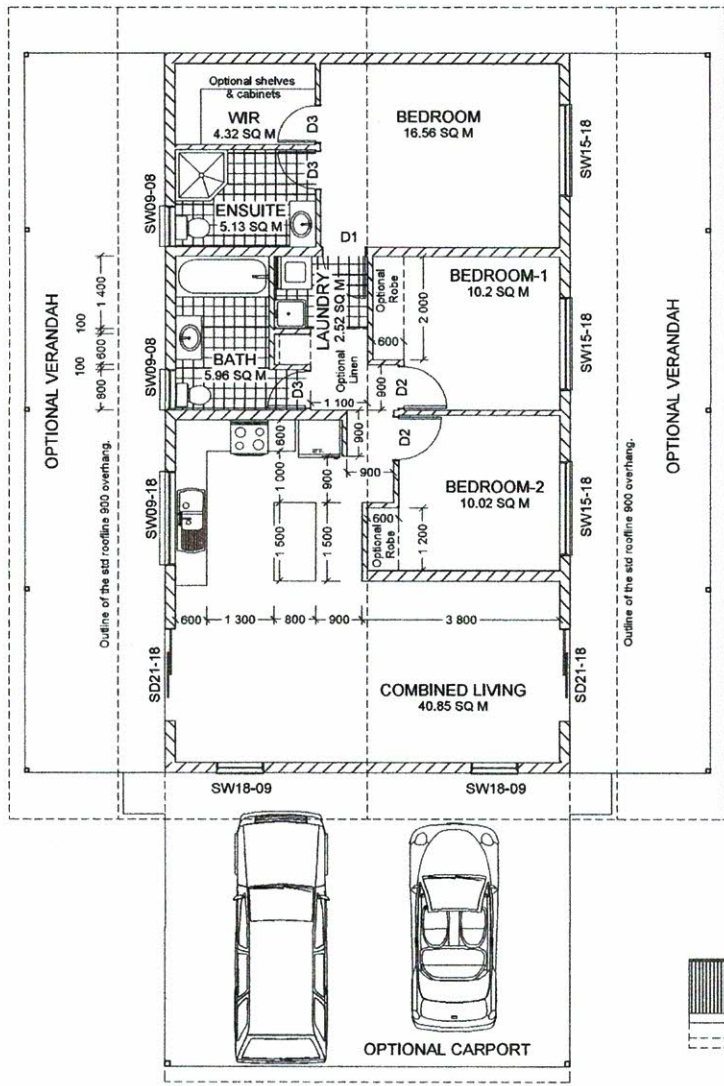 Optional shelves
& cabinets
WIR
4.32 SQ M
D3
BEDROOM
16.56 SQ M
SW15-18
D3
SW09-08
ENSUITE
5.13 SQ M
D1
BEDROOM-1
10.2 SQ M
Optional
Robe
2 000
600
LAUNDRY
2.52 SQ M
1 400
100
600
100
800
OPTIONAL VERANDAH
OPTIONAL VERANDAH
SW15-18
SW09-08
BATH
5.96 SQ M
Optional
Linen
D3
1 100
900
D2
900
D2
600
900
1 000
900
BEDROOM-2
10.02 SQ M
SW15-18
SW09-18
600
1 200
Optional
Robe
1 500
1 500
Outline of the std roofline 900 overhang.
Outline of the std roofline 900 overhang.
600
1 300
800
900
3 800
SD21-18
SD21-18
COMBINED LIVING
40.85 SQ M
SW18-09
SW18-09
OPTIONAL CARPORT